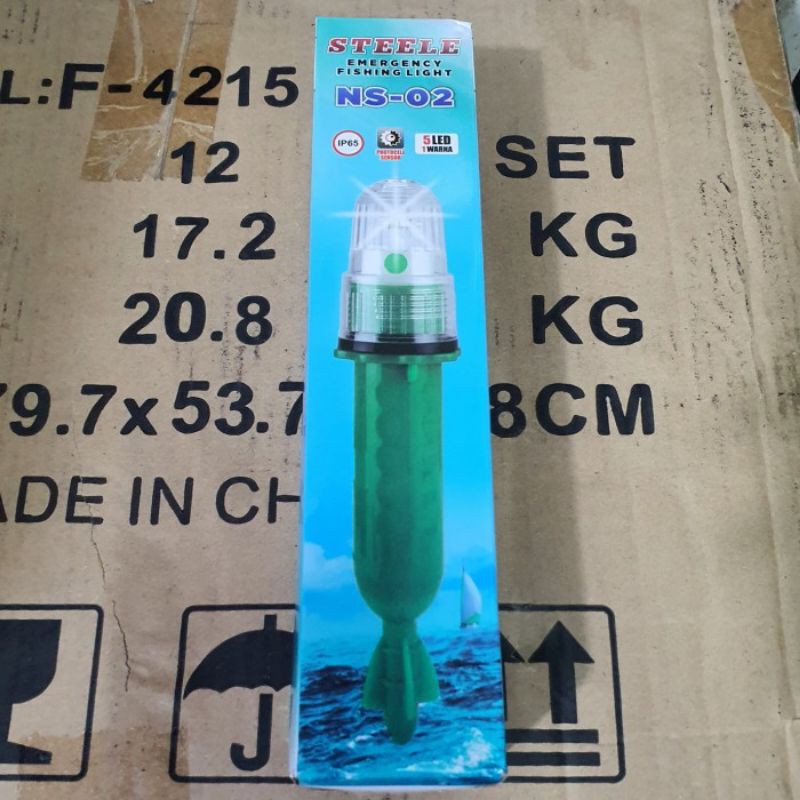 STEELE
EMERGENCY
FISHING LIGHT
NS-02
IP65
PHOTOCELL
SENSOR
5 LED
1 WARNA
L:F-4215
12 SET
17.2 KG
20.8 KG
79.7x53.7 8CM
ADE IN CH